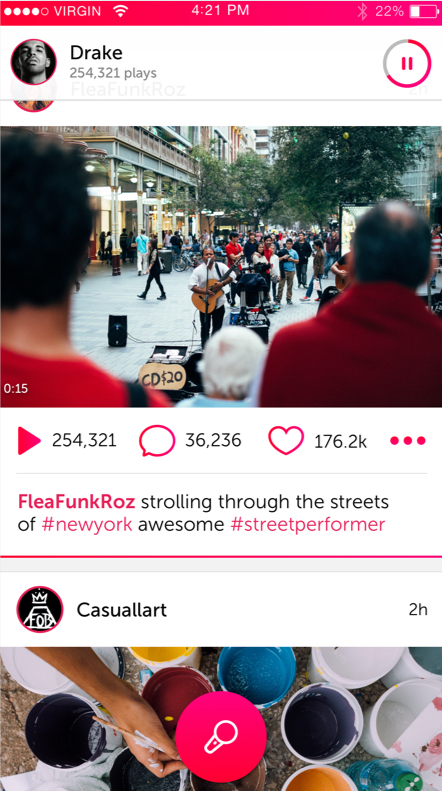 VIRGIN 4:21 PM 22%
Drake
254,321 plays
FleaFunkRoz
0:15
CD$20
254,321 36,236 176.2k
FleaFunkRoz strolling through the streets
of #newyork awesome #streetperformer
FOB
Casuallart 2h